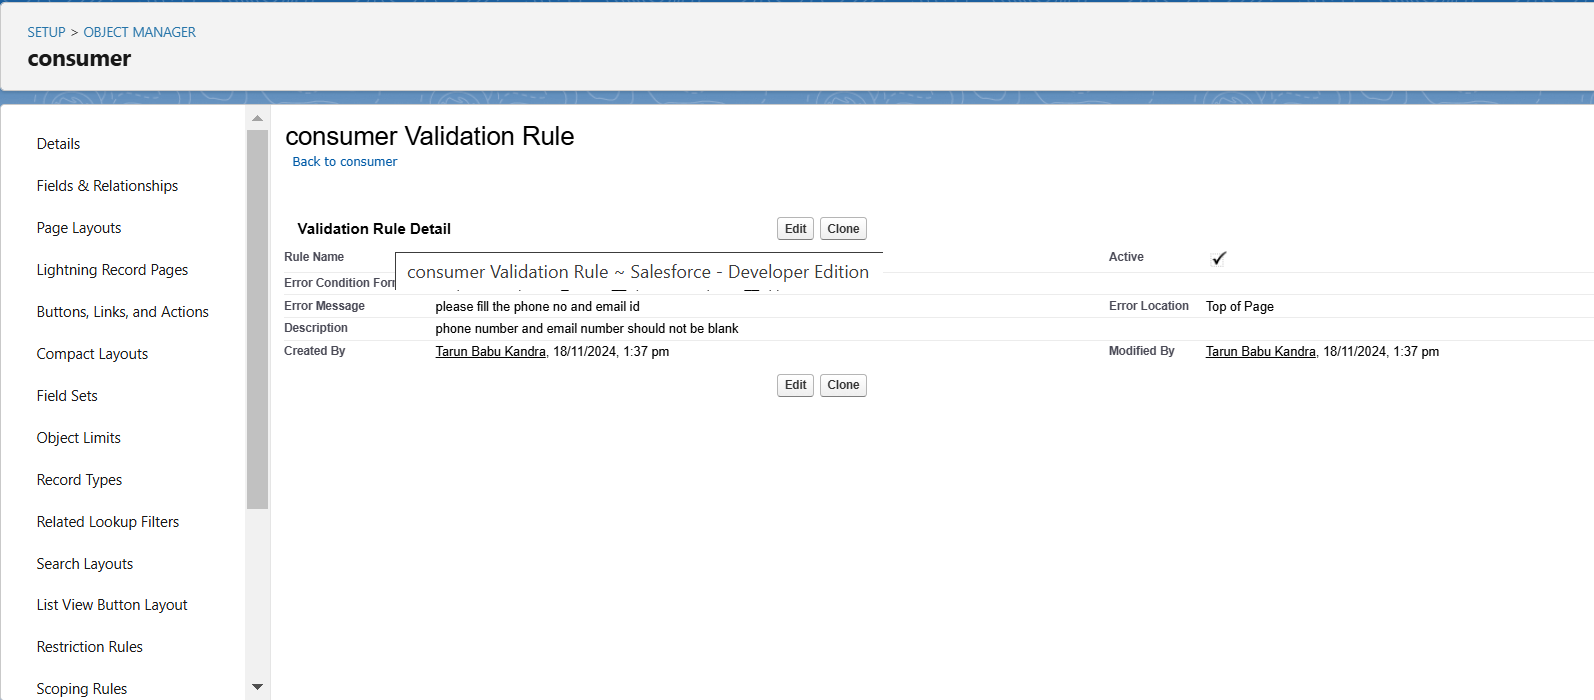 SETUP > OBJECT MANAGER
consumer
Details
Fields & Relationships
Page Layouts
Lightning Record Pages
Buttons, Links, and Actions
Compact Layouts
Field Sets
Object Limits
Record Types
Related Lookup Filters
Search Layouts
List View Button Layout
Restriction Rules
Scoping Rules
consumer Validation Rule
Back to consumer
Validation Rule Detail Edit Clone
Rule Name Active
consumer Validation Rule ~ Salesforce - Developer Edition
Error Condition
Error Message please fill the phone no and email id Error Location Top of Page
Description phone number and email number should not be blank
Created By Tarun Babu Kandra, 18/11/2024, 1:37 pm Modified By Tarun Babu Kandra, 18/11/2024, 1:37 pm
Edit Clone